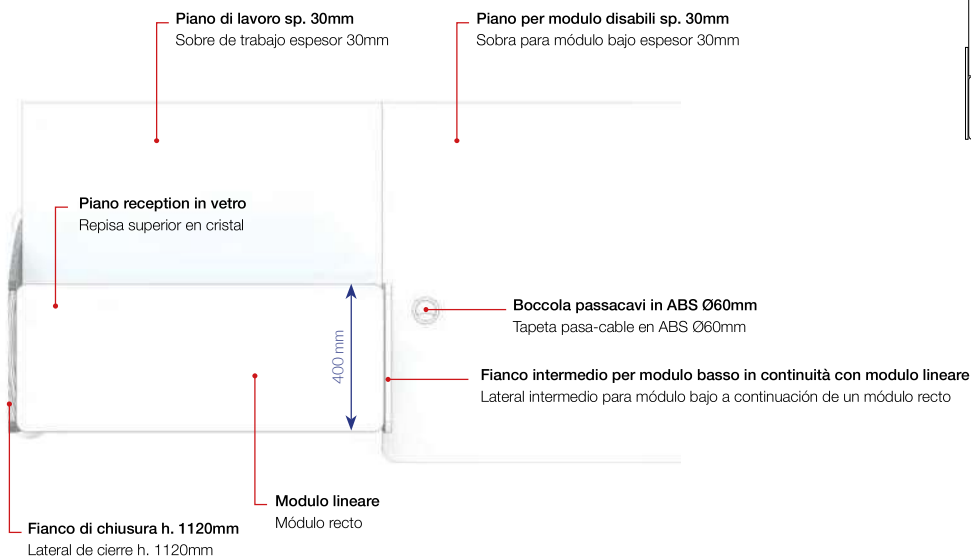 Piano di lavoro sp. 30mm
Sobre de trabajo espesor 30mm
Piano per modulo disabili sp. 30mm
Sobra para módulo bajo espesor 30mm
Piano reception in vetro
Repisa superior en cristal
Boccola passacavi in ABS Ø60mm
Tapeta pasa-cable en ABS Ø60mm
400 mm
Fianco intermedio per modulo basso in continuità con modulo lineare
Lateral intermedio para módulo bajo a continuación de un módulo recto
Modulo lineare
Módulo recto
Fianco di chiusura h. 1120mm
Lateral de cierre h. 1120mm